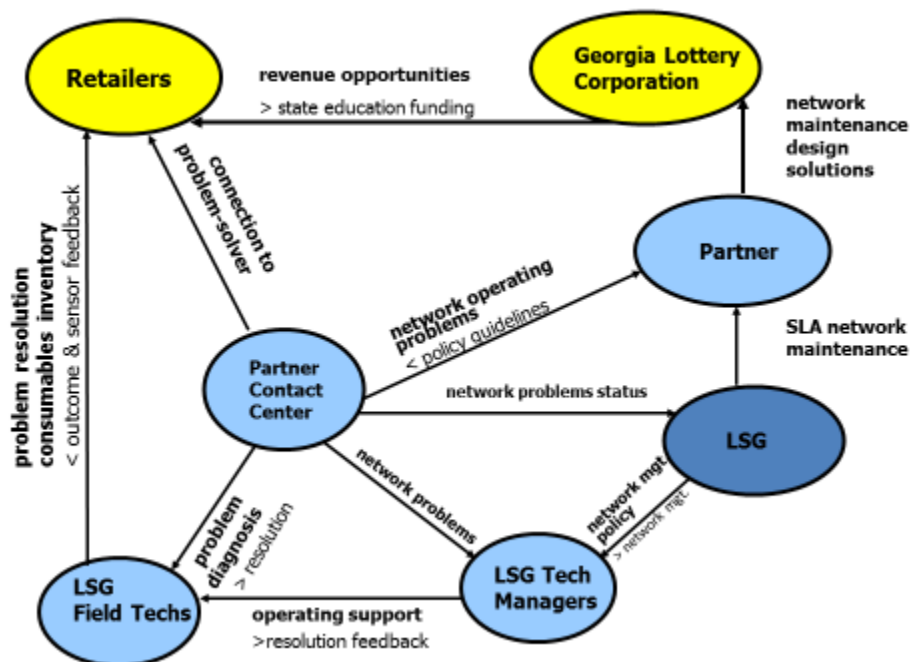 Retailers
Georgia Lottery
Corporation
revenue opportunities
> state education funding
network
maintenance
design
solutions
connection to
problem-solver
problem resolution
consumables inventory
< outcome & sensor feedback
Partner
network operating
problems
< policy guidelines
SLA network
maintenance
Partner
Contact
Center
network problems status
LSG
network problems
network mgt
policy
> network mgt.
problem
diagnosis
> resolution
LSG
Field Techs
LSG Tech
Managers
operating support
>resolution feedback